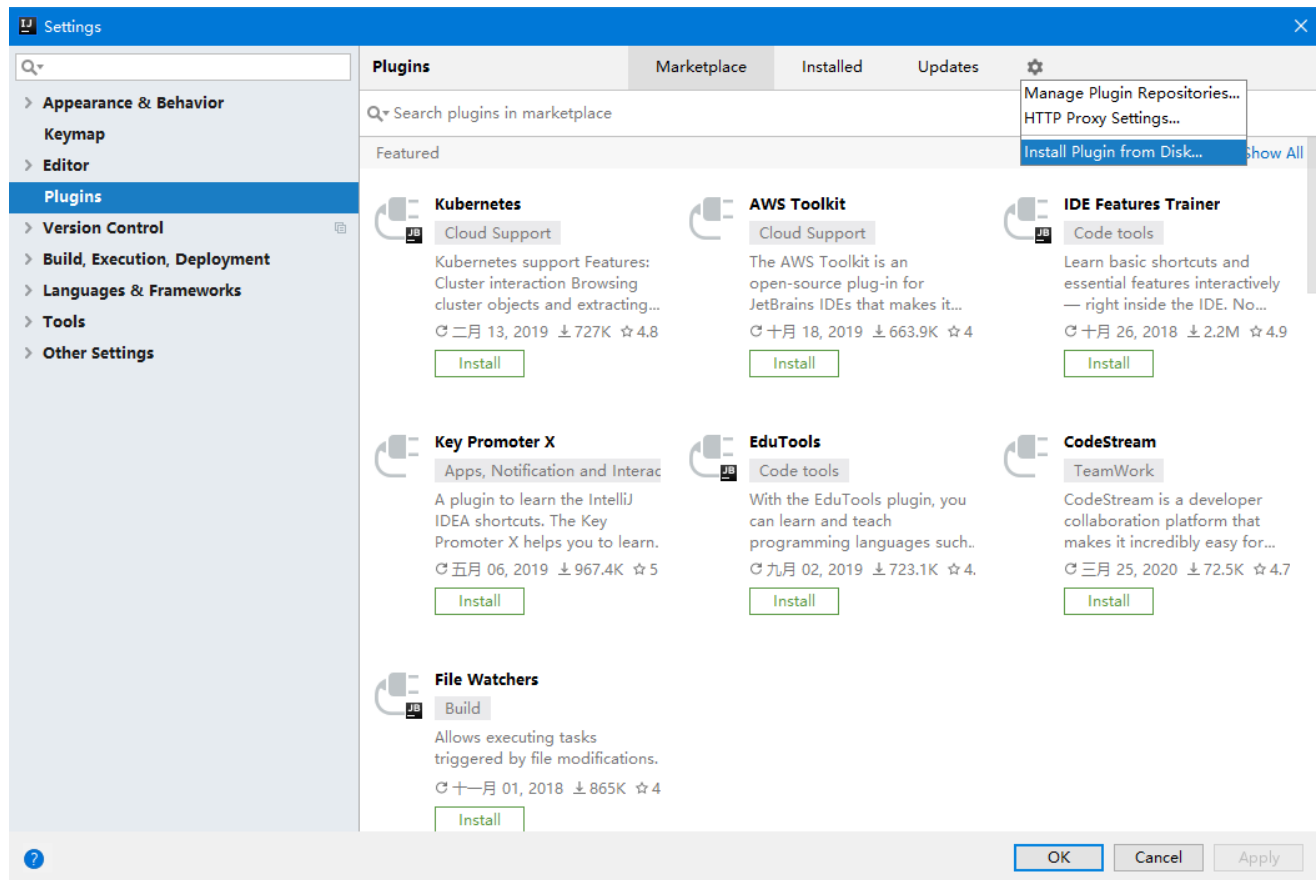 Settings
Appearance & Behavior
Keymap
Editor
Plugins
Version Control
Build, Execution, Deployment
Languages & Frameworks
Tools
Other Settings
Plugins
Marketplace
Installed
Updates
Manage Plugin Repositories...
HTTP Proxy Settings...
Install Plugin from Disk...
Search plugins in marketplace
Featured
Show All
Kubernetes
Cloud Support
Kubernetes support Features:
Cluster interaction Browsing
cluster objects and extracting...
二月 13, 2019 727K 4.8
Install
AWS Toolkit
Cloud Support
The AWS Toolkit is an
open-source plug-in for
JetBrains IDEs that makes it...
十月 18, 2019 663.9K 4
Install
IDE Features Trainer
Code tools
Learn basic shortcuts and
essential features interactively
— right inside the IDE. No...
十月 26, 2018 2.2M 4.9
Install
Key Promoter X
Apps, Notification and Interac
A plugin to learn the IntelliJ
IDEA shortcuts. The Key
Promoter X helps you to learn.
五月 06, 2019 967.4K 5
Install
EduTools
Code tools
With the EduTools plugin, you
can learn and teach
programming languages such..
九月 02, 2019 723.1K 4.
Install
CodeStream
TeamWork
CodeStream is a developer
collaboration platform that
makes it incredibly easy for...
三月 25, 2020 72.5K 4.7
Install
File Watchers
Build
Allows executing tasks
triggered by file modifications.
十一月 01, 2018 865K 4
Install
?
OK
Cancel
Apply